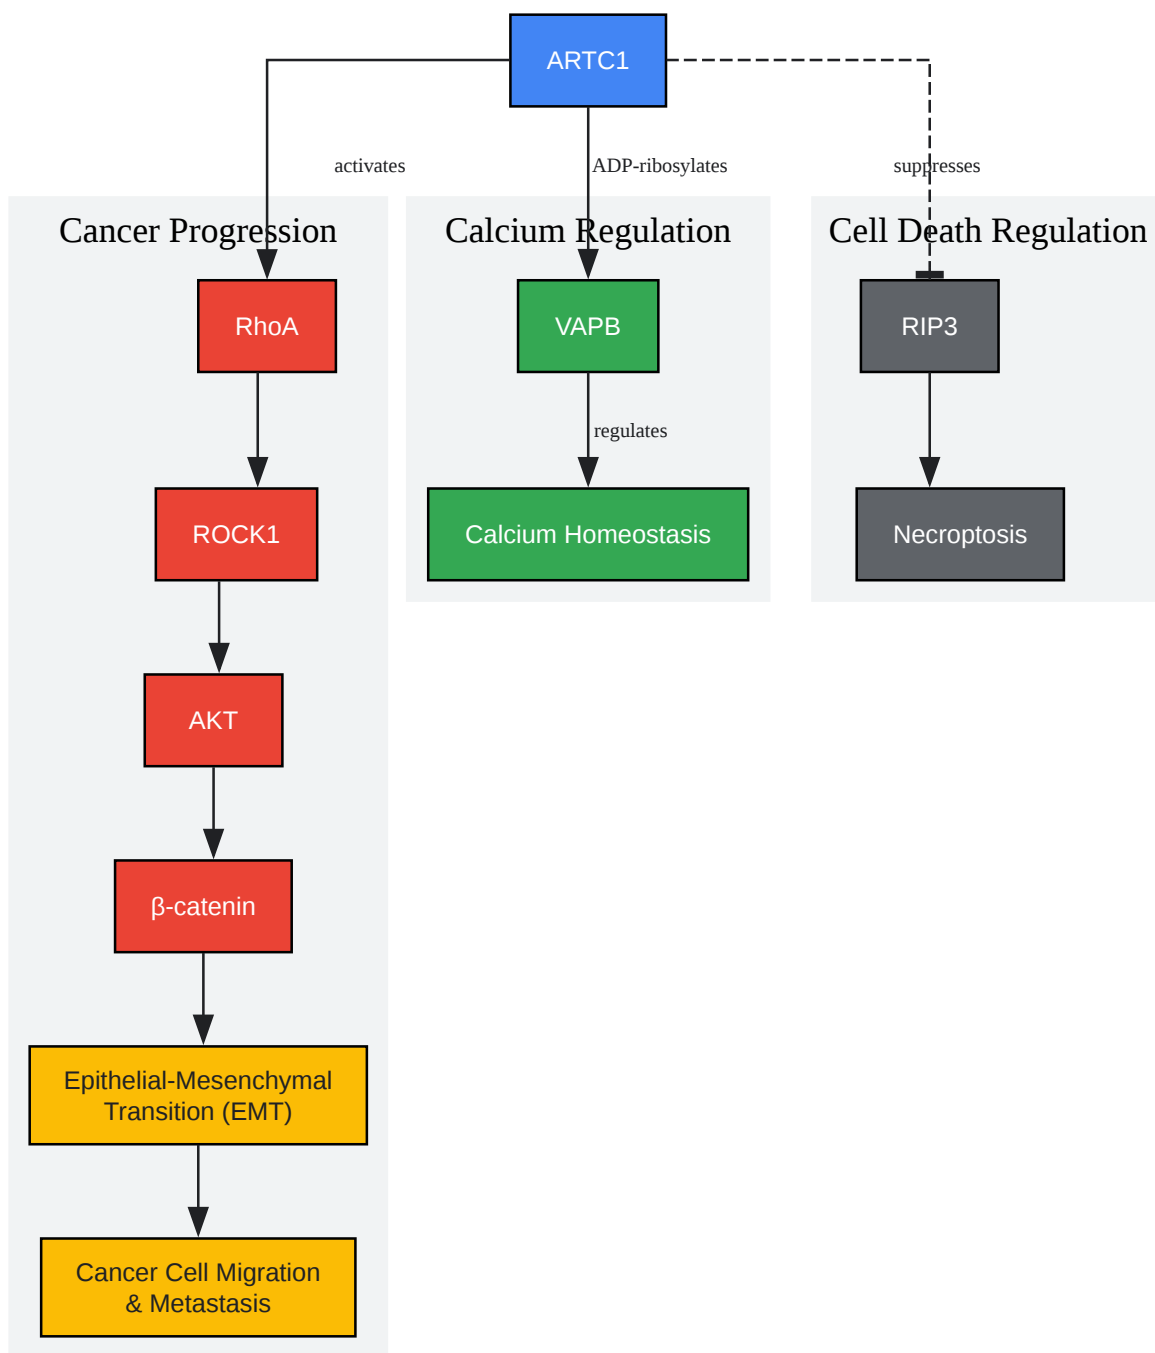 ARTC1
activates
ADP-ribosylates
suppresses
Cancer Progression
Calcium Regulation
Cell Death Regulation
RhoA
VAPB
RIP3
regulates
ROCK1
Calcium Homeostasis
Necroptosis
AKT
β-catenin
Epithelial-Mesenchymal
Transition (EMT)
Cancer Cell Migration
& Metastasis